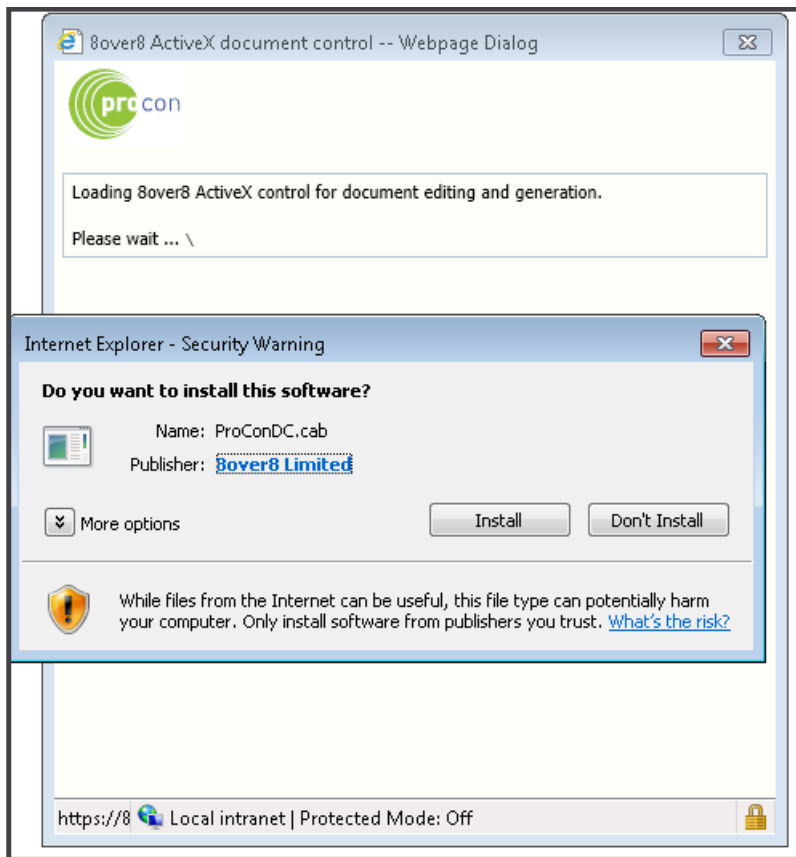 8over8 ActiveX document control -- Webpage Dialog
procon
Loading 8over8 ActiveX control for document editing and generation.
Please wait ... \
Internet Explorer - Security Warning
Do you want to install this software?
Name: ProConDC.cab
Publisher: 8over8 Limited
More options
Install
Don't Install
While files from the Internet can be useful, this file type can potentially harm
your computer. Only install software from publishers you trust. What's the risk?
https://8
Local intranet | Protected Mode: Off